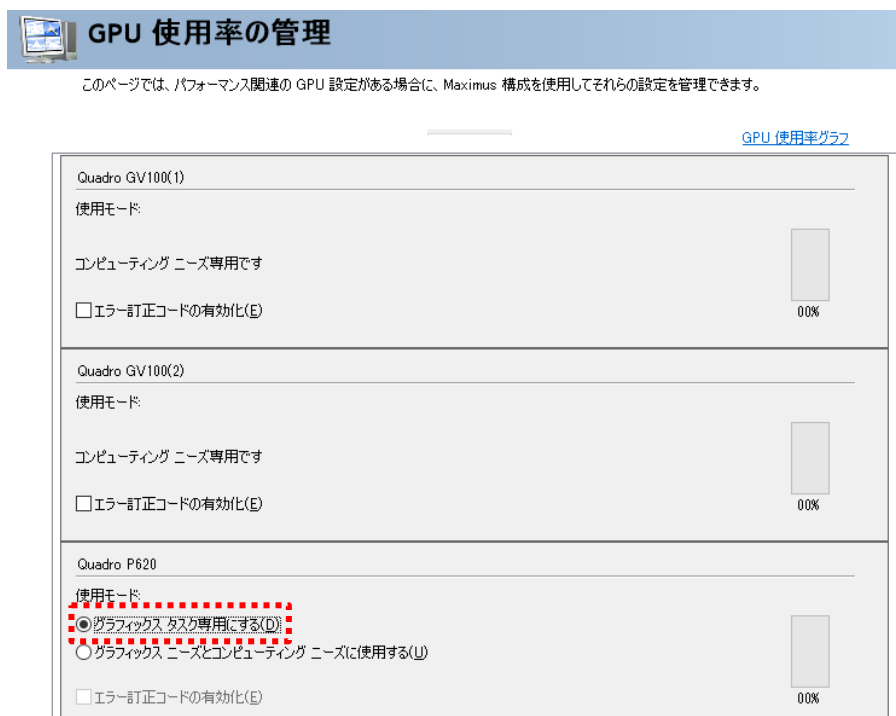 GPU 使用率の管理
このページでは、パフォーマンス関連の GPU 設定がある場合に、Maximus 構成を使用してそれらの設定を管理できます。
GPU 使用率グラフ
Quadro GV100(1)
使用モード:
コンピューティング ニーズ専用です
エラー訂正コードの有効化(E)
00%
Quadro GV100(2)
使用モード:
コンピューティング ニーズ専用です
エラー訂正コードの有効化(E)
00%
Quadro P620
使用モード:
グラフィックス タスク専用にする(D)
グラフィックス ニーズとコンピューティング ニーズに使用する(U)
エラー訂正コードの有効化(E)
00%